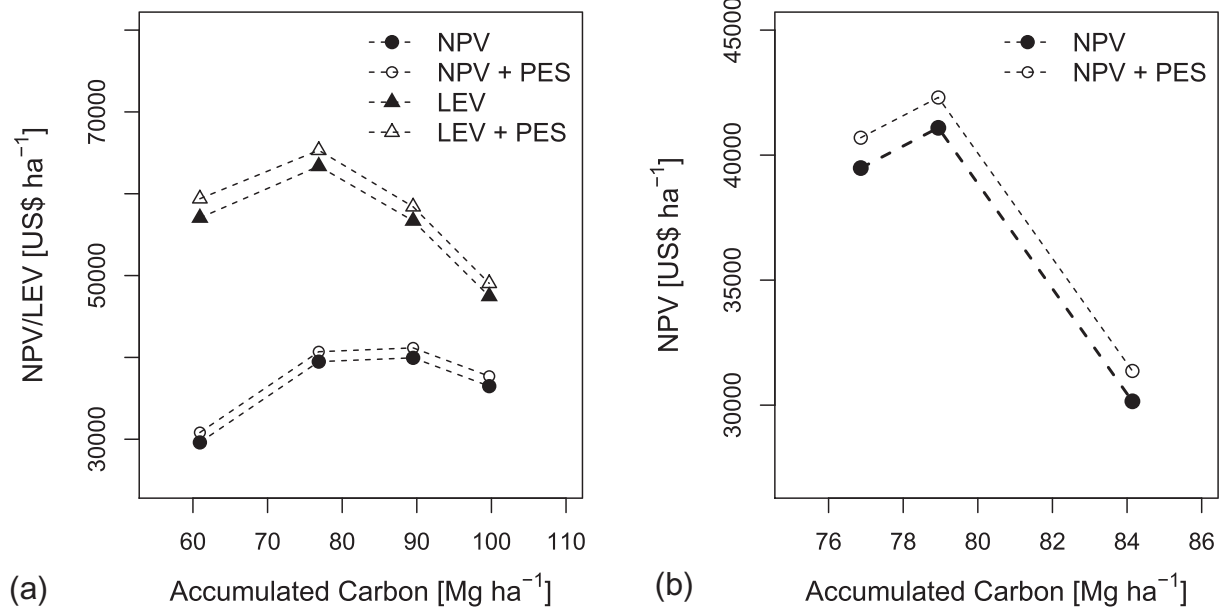 NPV
NPV + PES
LEV
LEV + PES
NPV/LEV [US$ ha⁻¹]
30000 50000 70000
60 70 80 90 100 110
Accumulated Carbon [Mg ha⁻¹]
(a)
NPV
NPV + PES
NPV [US$ ha⁻¹]
30000 35000 40000 45000
76 78 80 82 84 86
Accumulated Carbon [Mg ha⁻¹]
(b)